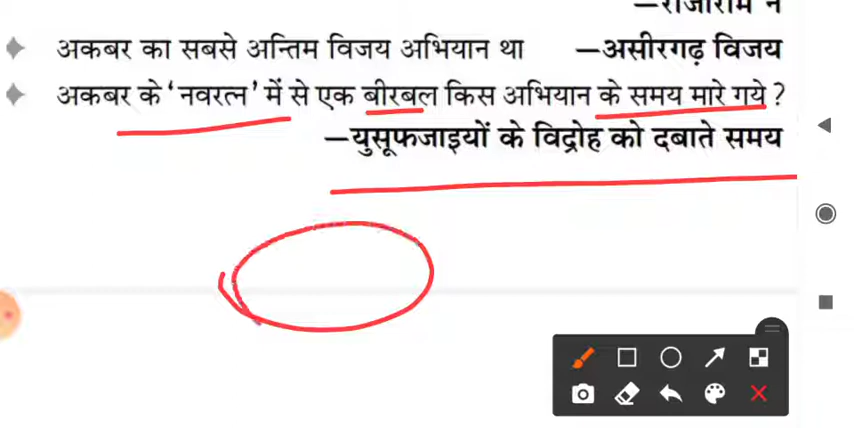 —राजाराम ने
अकबर का सबसे अन्तिम विजय अभियान था —असीरगढ़ विजय
अकबर के ‘नवरत्न’ में से एक बीरबल किस अभियान के समय मारे गये ?
—युसूफजाइयों के विद्रोह को दबाते समय